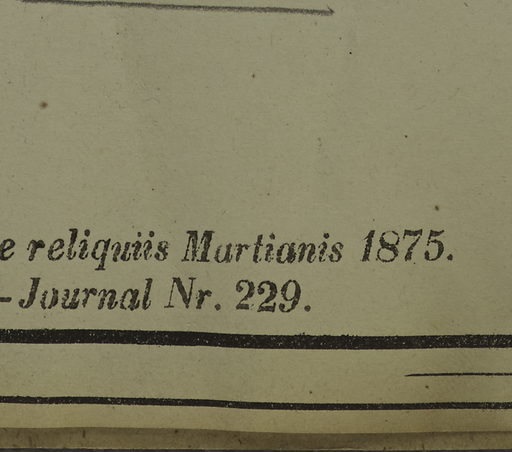 e reliquiis Martianis 1875.
-Journal Nr. 229.